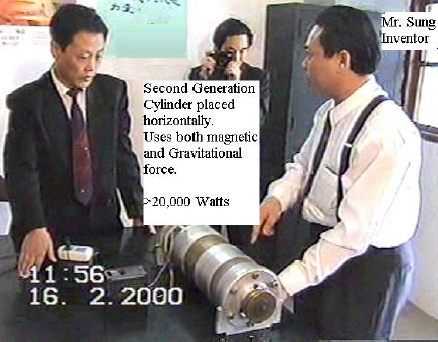 Mr. Sung
Inventor
Second Generation
Cylinder placed
horizontally.
Uses both magnetic
and Gravitational
force.
>20,000 Watts
11:56
16. 2.2000